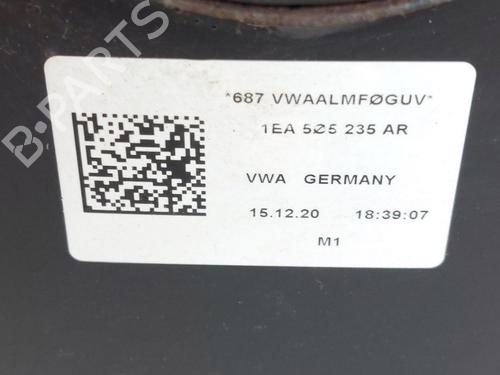 *687 VWAALMFØGUV*
1EA 5Ø5 235 AR
VWA GERMANY
15.12.20 18:39:07
M1
B-PARTS